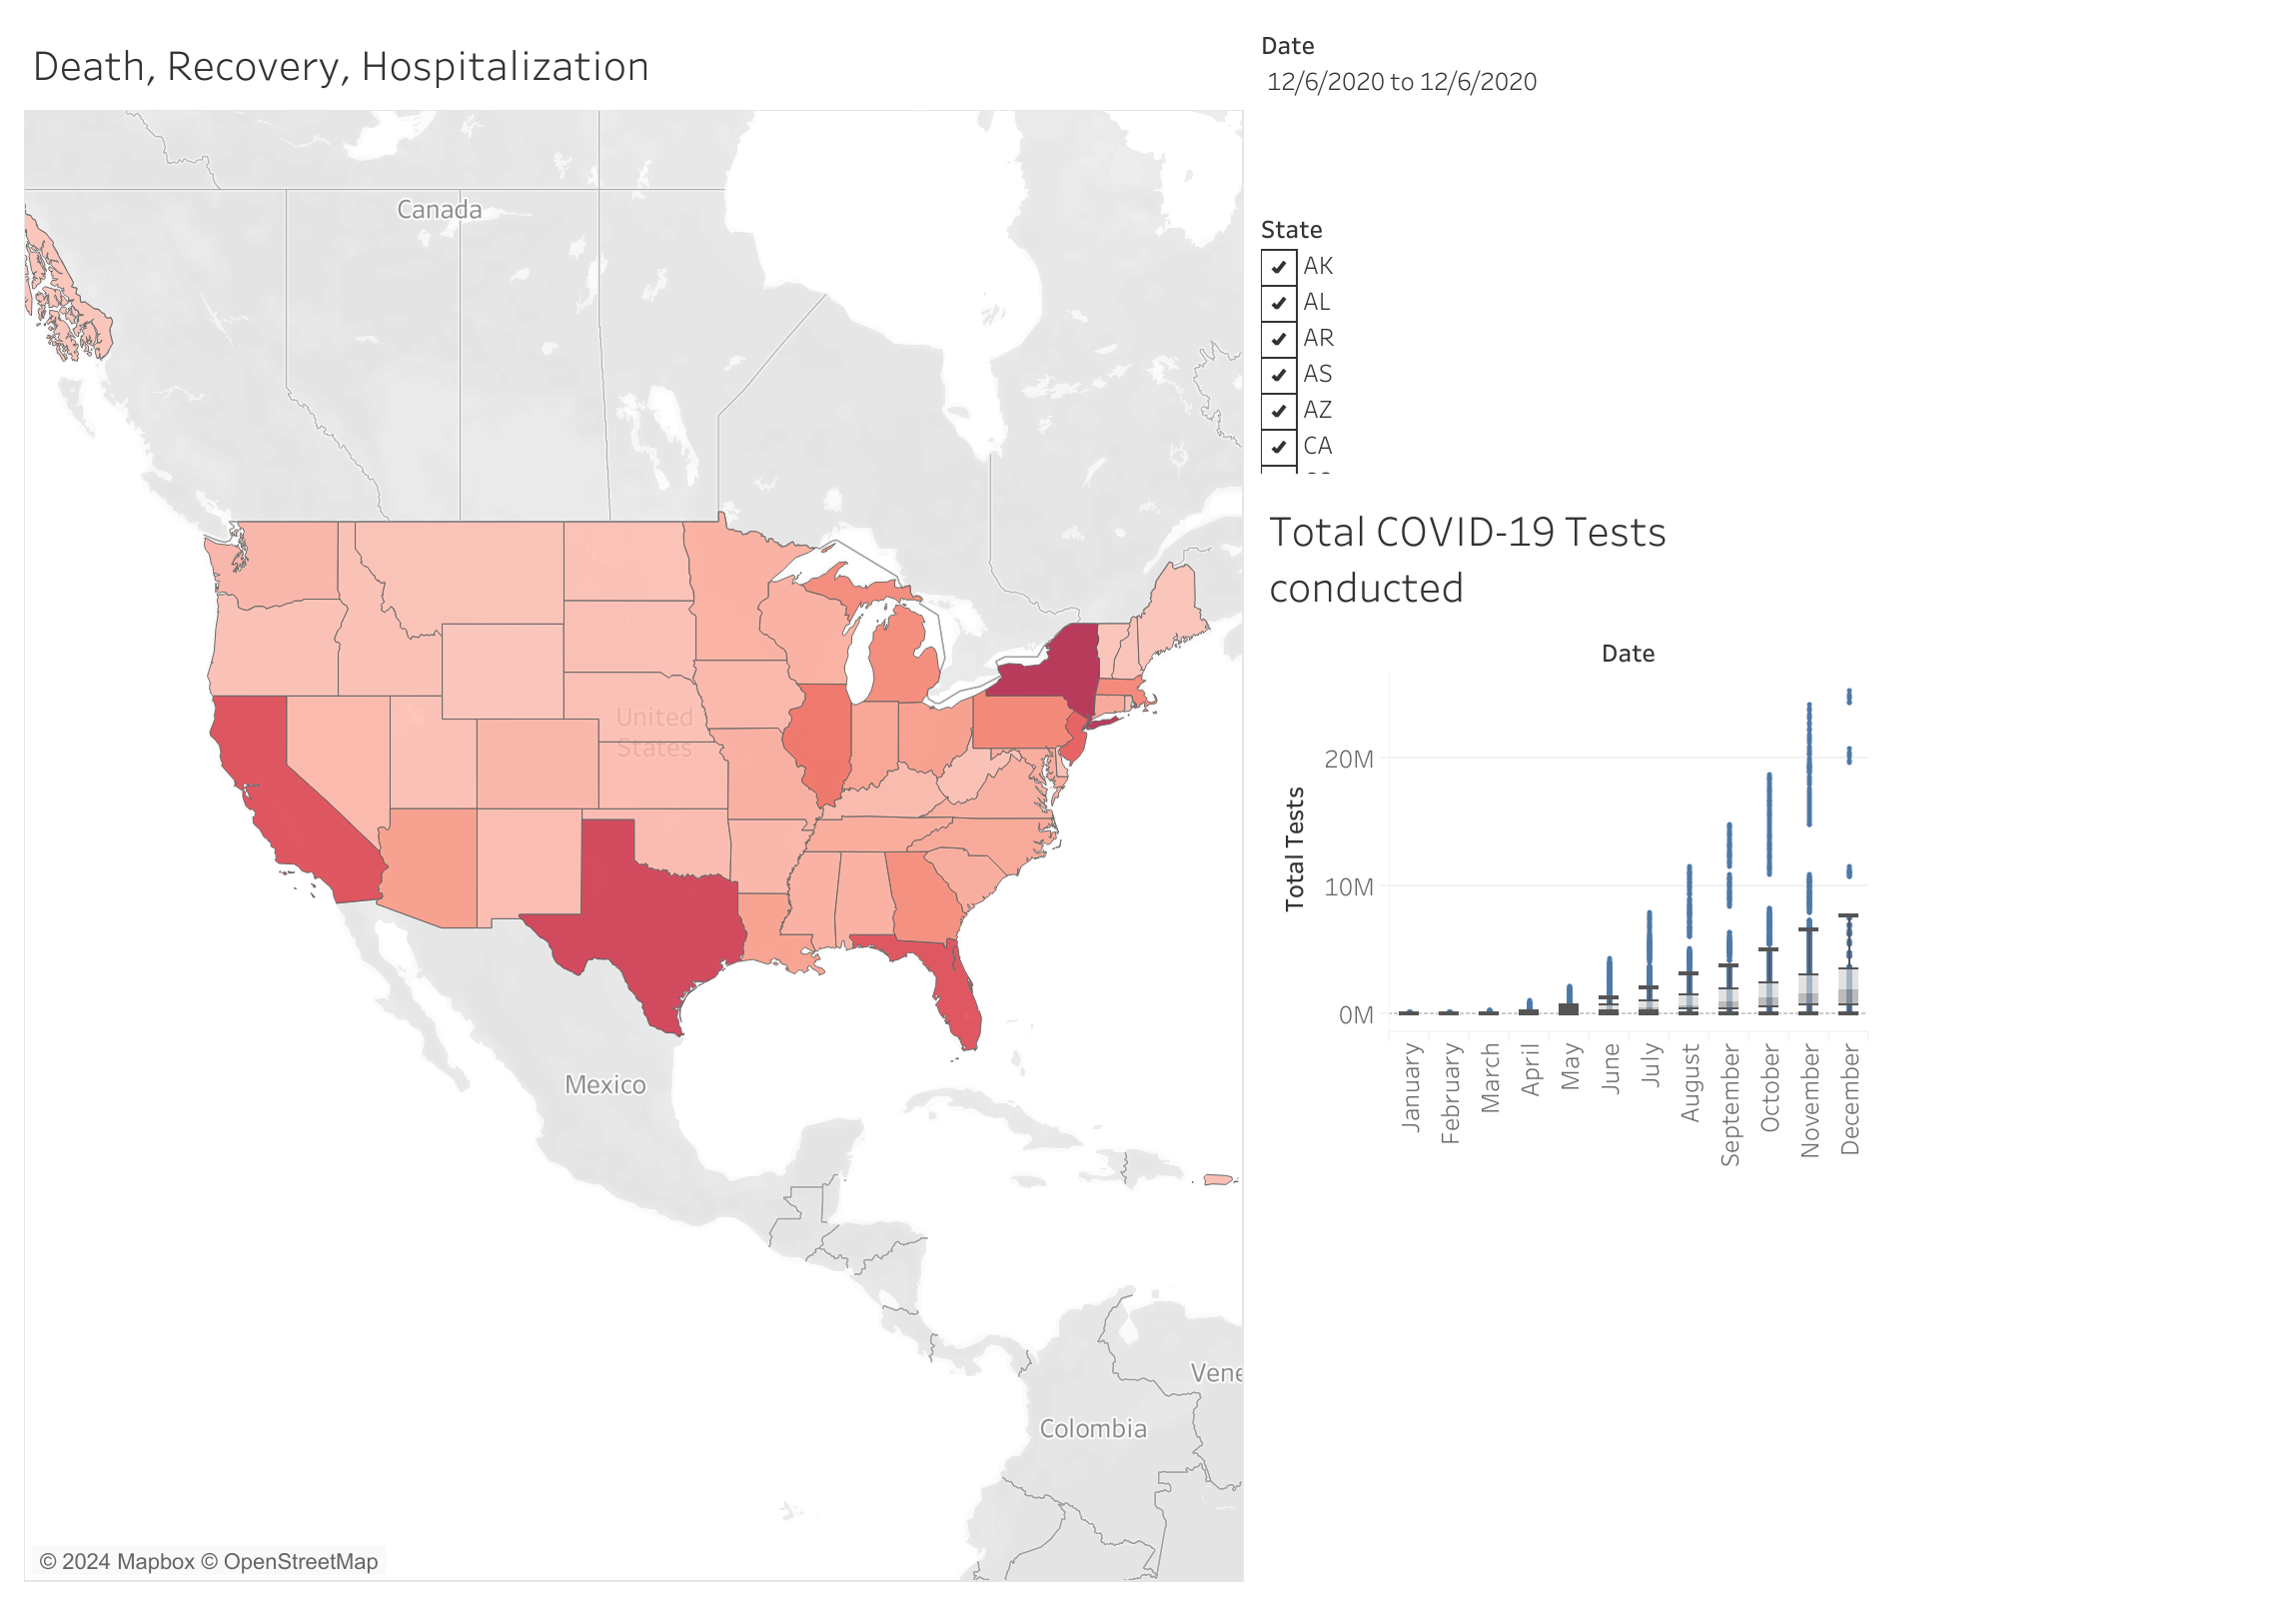 Death, Recovery, Hospitalization
Canada
United
States
Mexico
Vene
Colombia
© 2024 Mapbox © OpenStreetMap
Date
12/6/2020 to 12/6/2020
State
AK
AL
AR
AS
AZ
CA
Total COVID-19 Tests
conducted
Date
Total Tests
20M
10M
0M
January
February
March
April
May
June
July
August
September
October
November
December